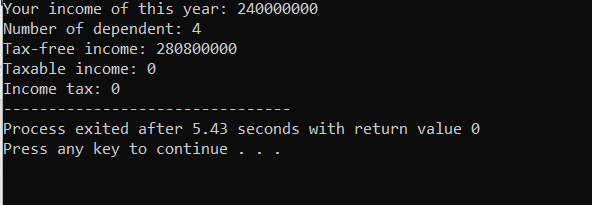 Your income of this year: 240000000
Number of dependent: 4
Tax-free income: 280800000
Taxable income: 0
Income tax: 0
--------------------------------
Process exited after 5.43 seconds with return value 0
Press any key to continue . . .